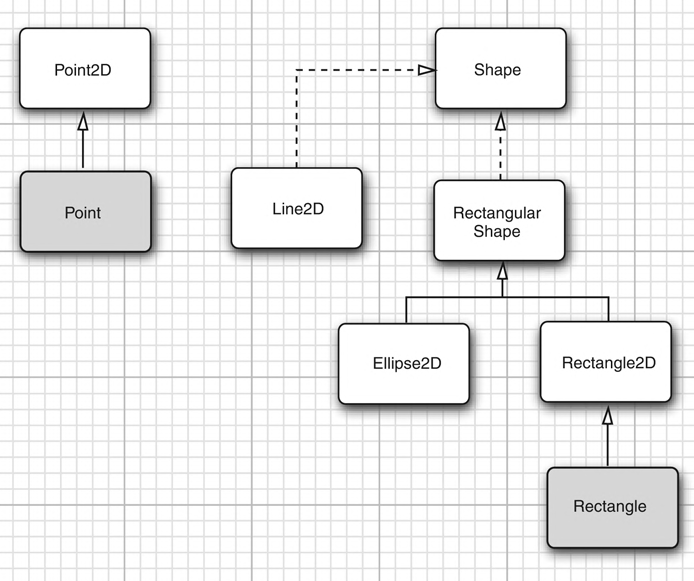 Point2D
Shape
Point
Line2D
Rectangular
Shape
Ellipse2D
Rectangle2D
Rectangle